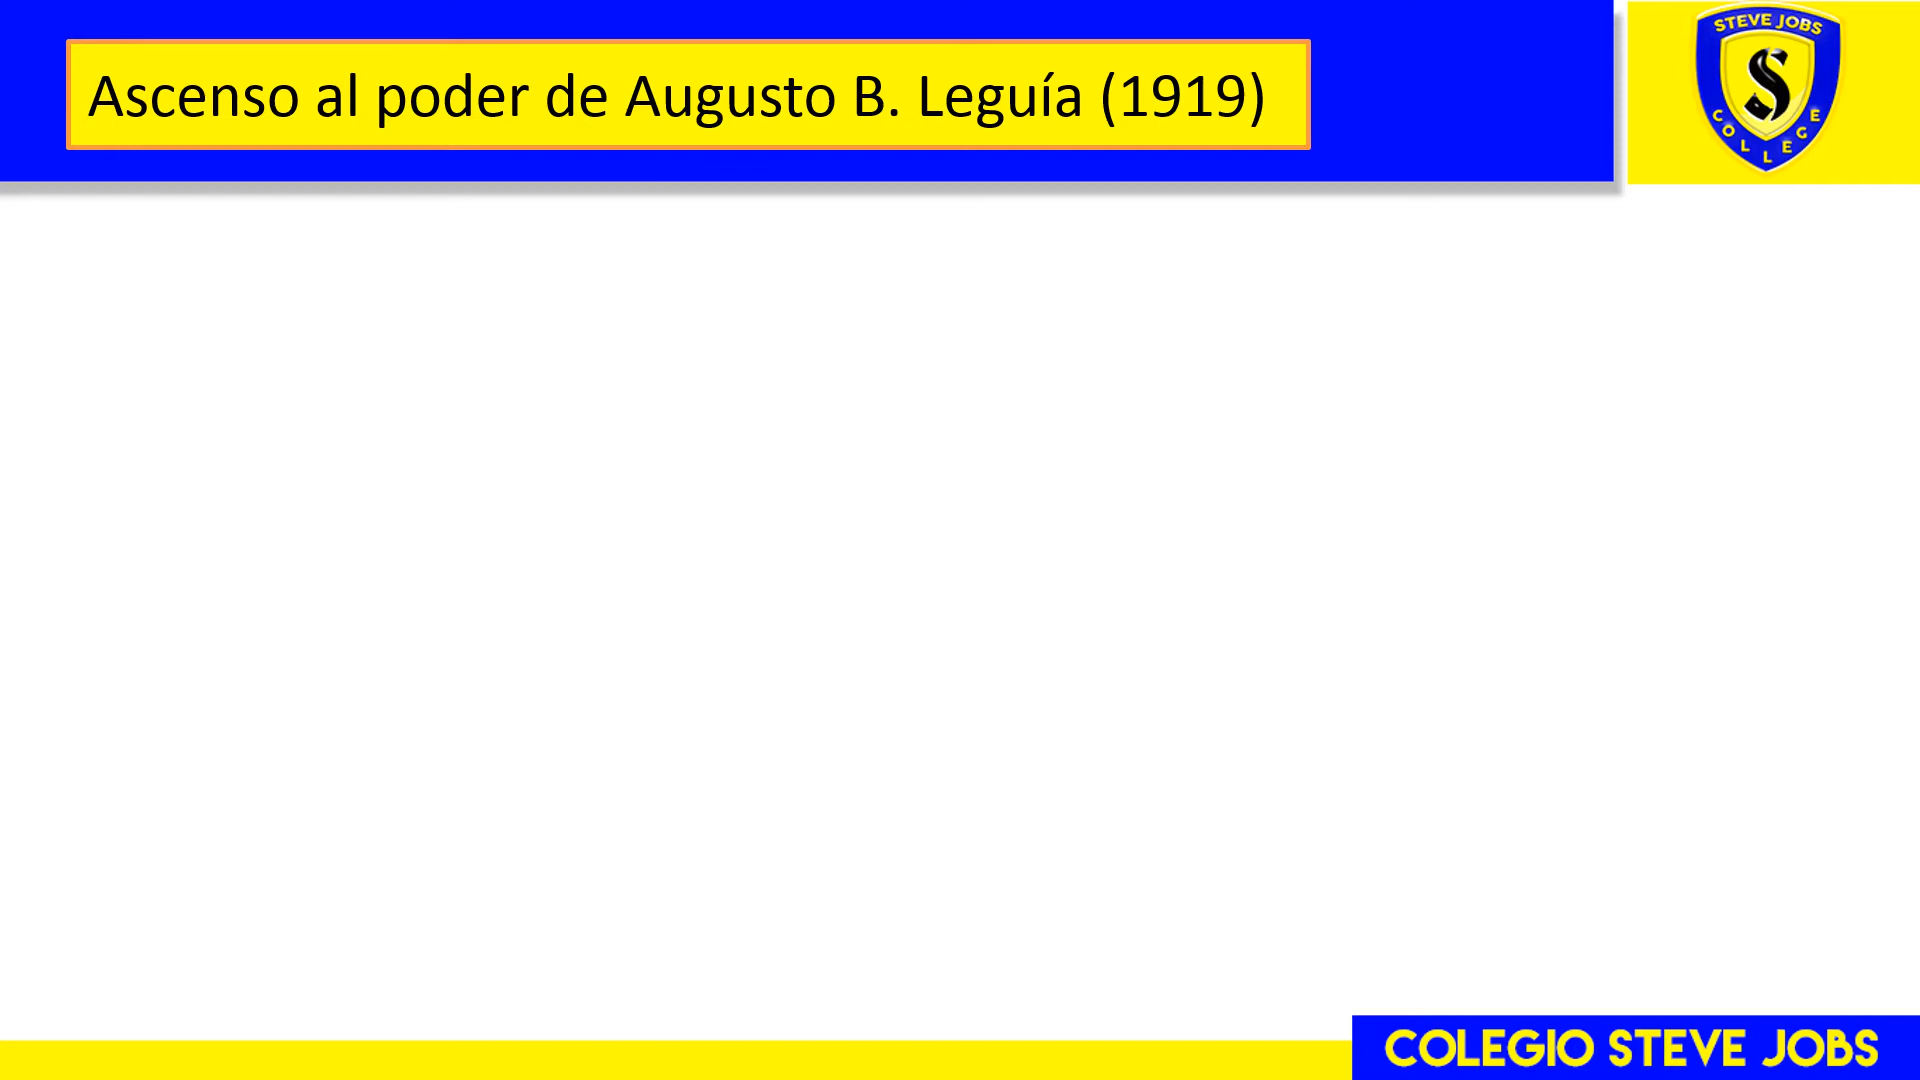 Ascenso al poder de Augusto B. Leguía (1919)
STEVE JOBS
S
COLLEGE
COLEGIO STEVE JOBS